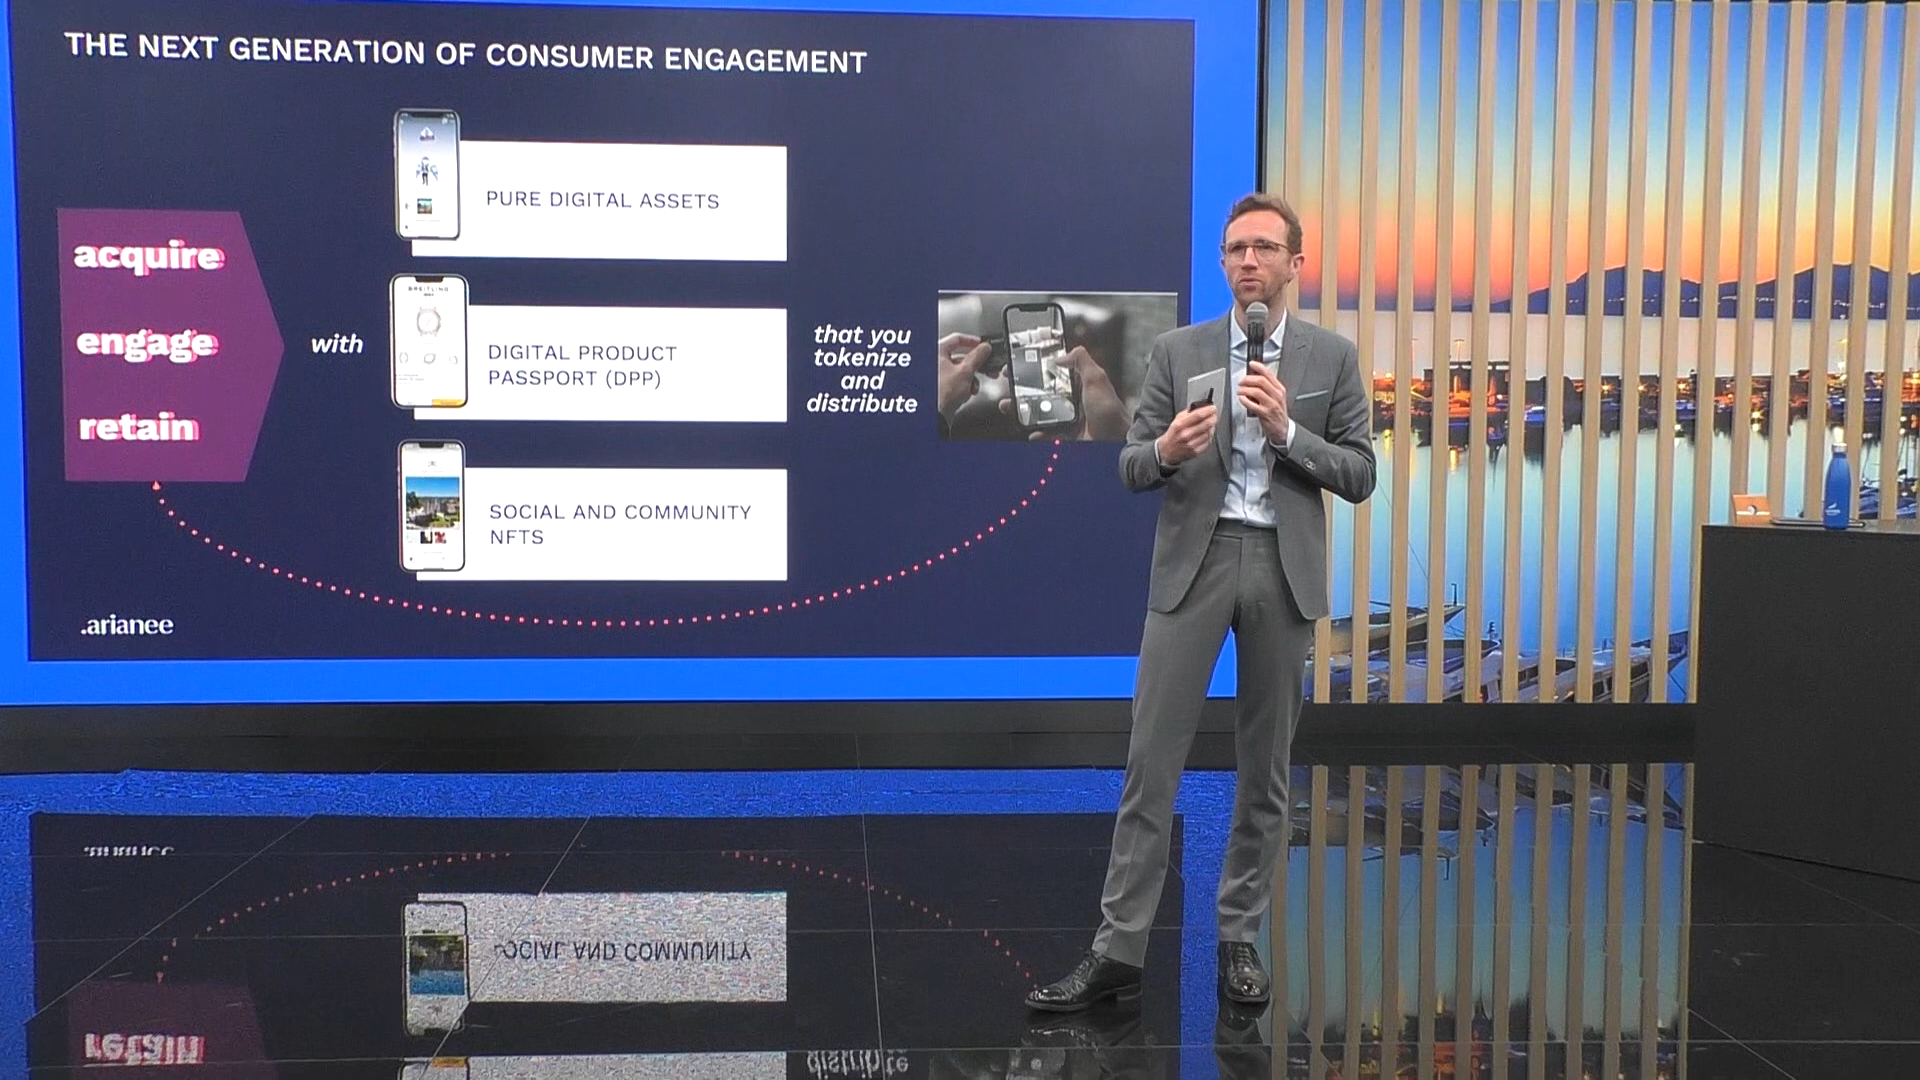 THE NEXT GENERATION OF CONSUMER ENGAGEMENT
acquire
engage
retain
with
PURE DIGITAL ASSETS
BREITLING
DIGITAL PRODUCT
PASSPORT (DPP)
SOCIAL AND COMMUNITY
NFTS
that you
tokenize
and
distribute
.arianee